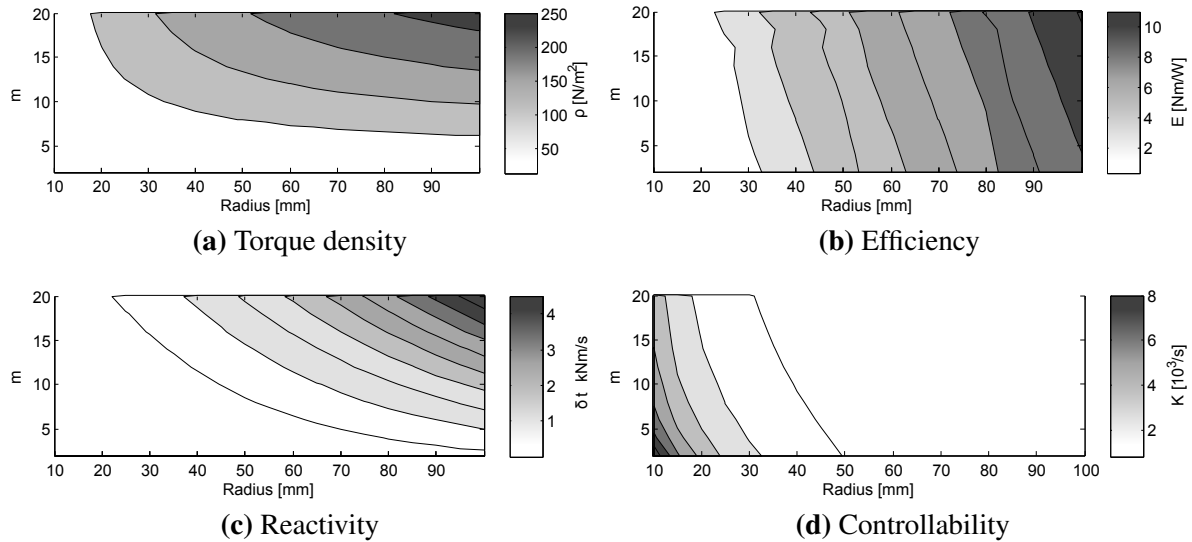 20
15
10
5
m
10 20 30 40 50 60 70 80 90
Radius [mm]
250
200
150
100
50
ρ [N/m²]
(a) Torque density
20
15
10
5
m
10 20 30 40 50 60 70 80 90
Radius [mm]
10
8
6
4
2
E [Nm/W]
(b) Efficiency
20
15
10
5
m
10 20 30 40 50 60 70 80 90
Radius [mm]
4
3
2
1
δ t kNm/s
(c) Reactivity
20
15
10
5
m
10 20 30 40 50 60 70 80 90 100
Radius [mm]
8
6
4
2
K [10³/s]
(d) Controllability